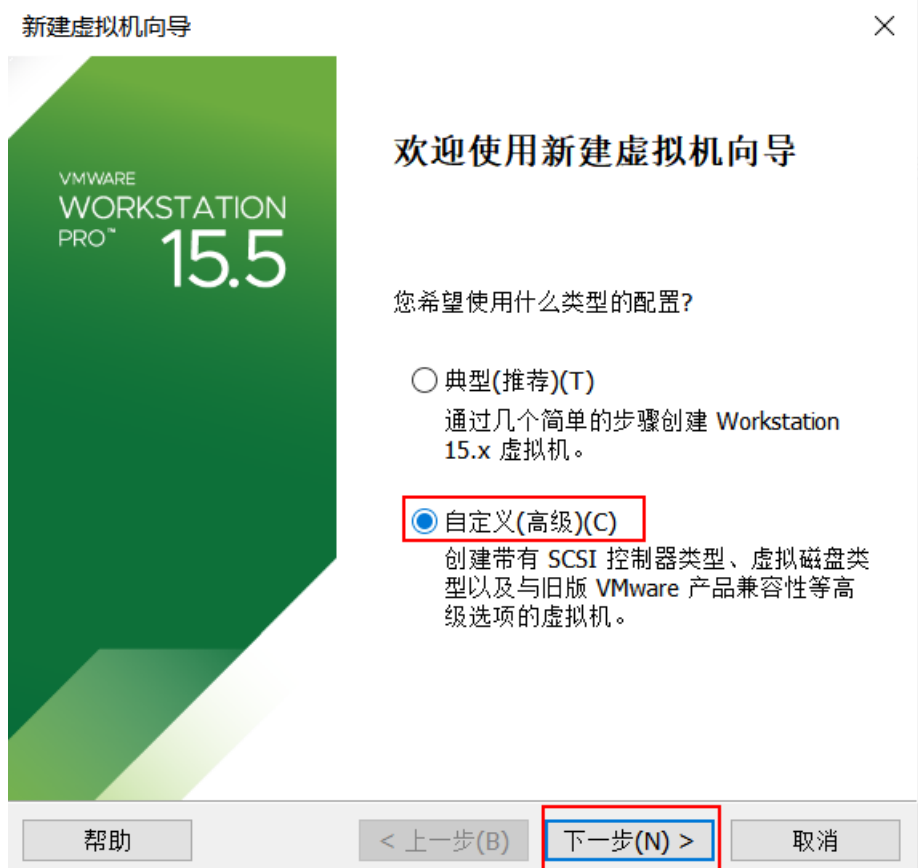 新建虚拟机向导
VMWARE
WORKSTATION
PRO™ 15.5
欢迎使用新建虚拟机向导
您希望使用什么类型的配置?
典型(推荐)(T)
通过几个简单的步骤创建 Workstation
15.x 虚拟机。
自定义(高级)(C)
创建带有 SCSI 控制器类型、虚拟磁盘类
型以及与旧版 VMware 产品兼容性等高
级选项的虚拟机。
帮助
< 上一步(B)
下一步(N) >
取消